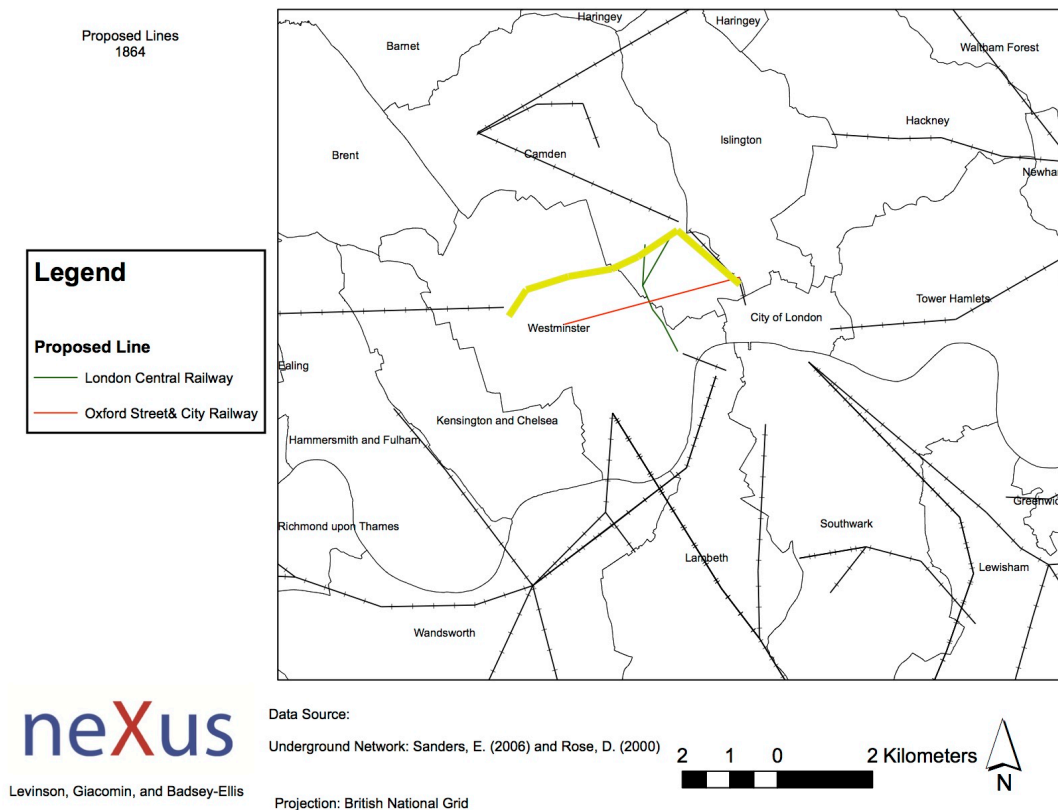 Proposed Lines
1864
Haringey
Haringey
Barnet
Waltham Forest
Hackney
Islington
Brent
Camden
Newha
Legend
Proposed Line
London Central Railway
Oxford Street& City Railway
Tower Hamlets
City of London
Westminster
Ealing
Kensington and Chelsea
Hammersmith and Fulham
Greenwic
Richmond upon Thames
Southwark
Lambeth
Lewisham
Wandsworth
neXus
Levinson, Giacomin, and Badsey-Ellis
Data Source:
Underground Network: Sanders, E. (2006) and Rose, D. (2000)
Projection: British National Grid
2 1 0 2 Kilometers
N